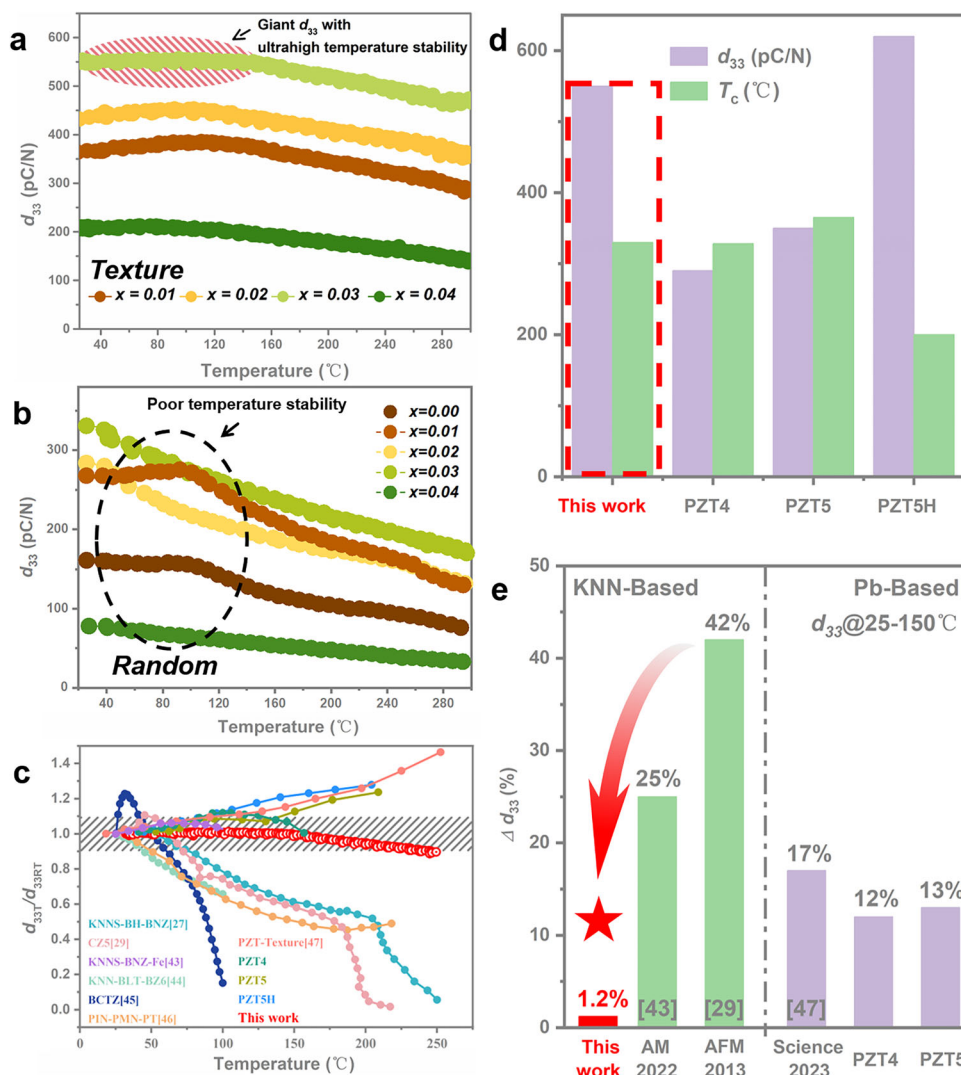 a
Giant d33 with
ultrahigh temperature stability
600
550
500
450
400
350
300
250
200
150
100
50
0
d33 (pC/N)
Texture
x = 0.01
x = 0.02
x = 0.03
x = 0.04
40
80
120
160
200
240
280
Temperature (℃)
b
Poor temperature stability
x=0.00
x=0.01
x=0.02
x=0.03
x=0.04
300
200
100
0
d33 (pC/N)
Random
40
80
120
160
200
240
280
Temperature (℃)
c
1.4
1.2
1.0
0.8
0.6
0.4
0.2
0.0
d33T/d33RT
KNNS-BH-BNZ[27]
CZ5[29]
KNNS-BNZ-Fe[43]
KNN-BLT-BZ6[44]
BCTZ[45]
PIN-PMN-PT[46]
PZT-Texture[47]
PZT4
PZT5
PZT5H
This work
0
50
100
150
200
250
Temperature (℃)
d
d33 (pC/N)
Tc (℃)
600
400
200
0
This work
PZT4
PZT5
PZT5H
e
KNN-Based
Pb-Based
d33@25-150℃
50
40
30
20
10
0
Δ d33 (%)
1.2%
25%
42%
17%
12%
13%
[43]
[29]
[47]
This
work
AM
2022
AFM
2013
Science
2023
PZT4
PZT5